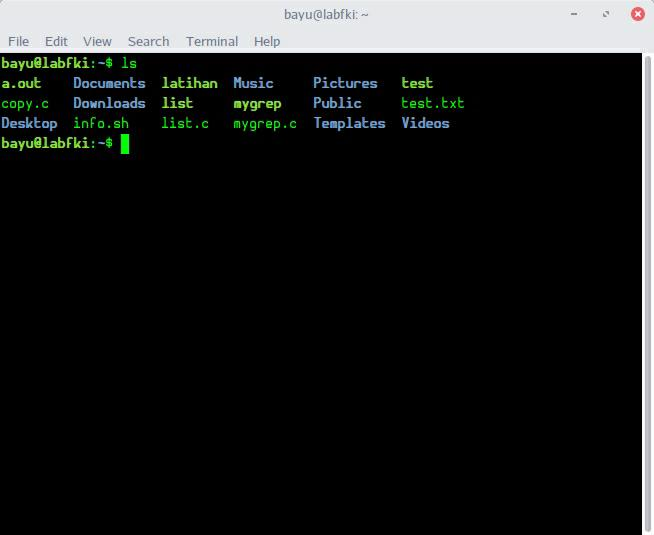 bayu@labfki: ~
File Edit View Search Terminal Help
bayu@labfki:~$ ls
a.out Documents latihan Music Pictures test
copy.c Downloads list mygrep Public test.txt
Desktop info.sh list.c mygrep.c Templates Videos
bayu@labfki:~$